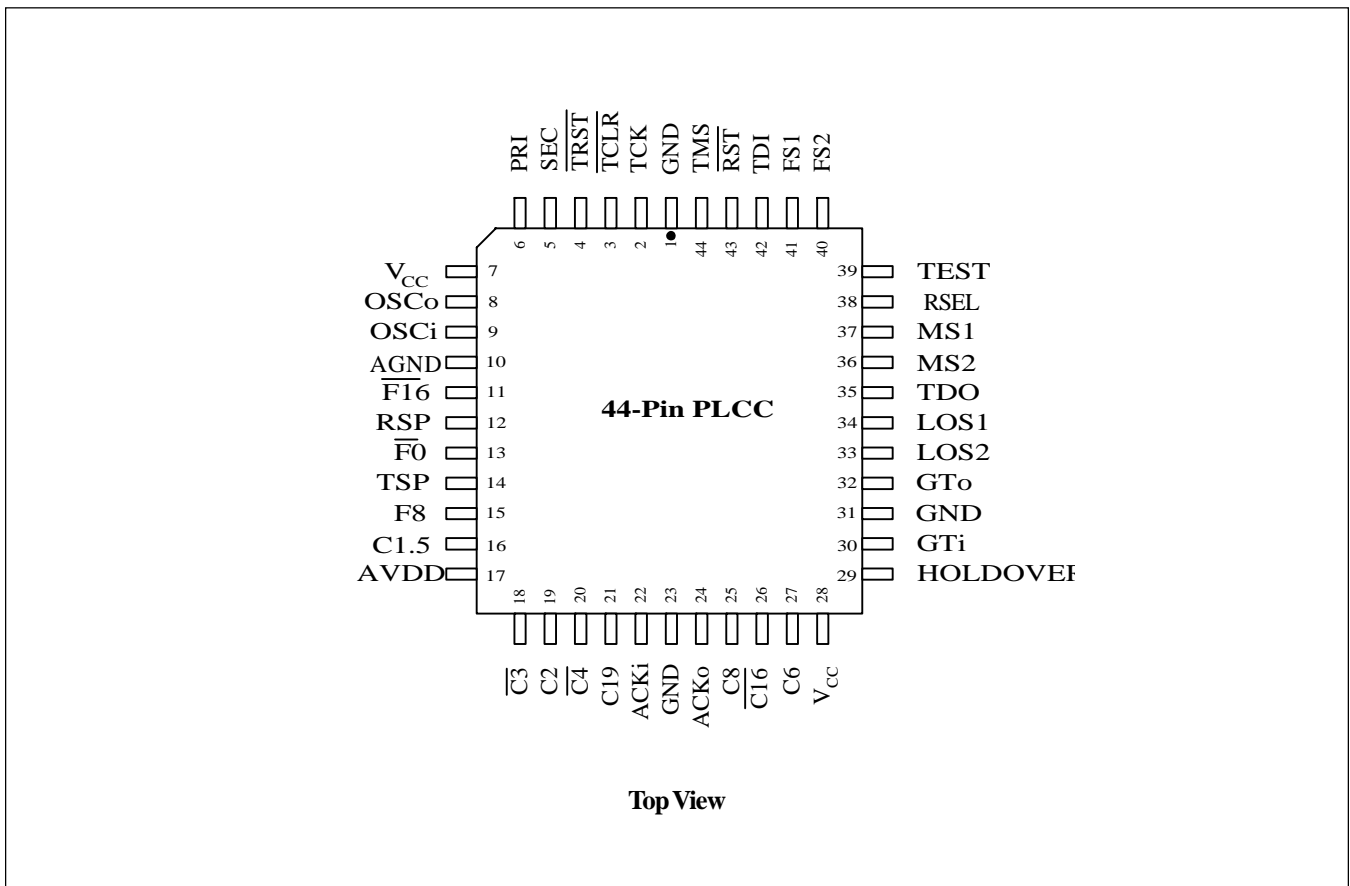 PRI
SEC
TRST
TCLR
TCK
GND
TMS
RST
TDI
FS1
FS2
6
5
4
3
2
1
44
43
42
41
40
VCC 7
OSCo 8
OSCi 9
AGND 10
F16 11
RSP 12
F0 13
TSP 14
F8 15
C1.5 16
AVDD 17
44-Pin PLCC
39 TEST
38 RSEL
37 MS1
36 MS2
35 TDO
34 LOS1
33 LOS2
32 GTo
31 GND
30 GTi
29 HOLDOVER
18
19
20
21
22
23
24
25
26
27
28
C3
C2
C4
C19
ACKi
GND
ACKo
C8
C16
C6
VCC
Top View